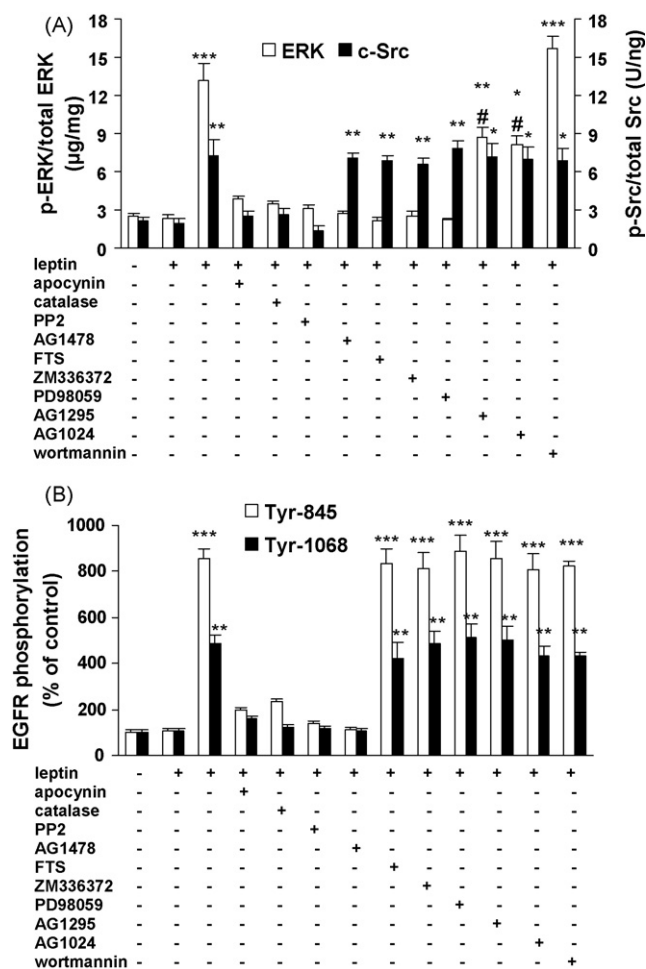 (A)
p-ERK/total ERK
(µg/mg)
18
15
12
9
6
3
0
ERK c-Src
***
**
**
**
**
**
**
#
*
*
#
*
***
*
18
15
12
9
6
3
0
p-Src/total Src (U/ng)
leptin - + + + + + + + + + + + +
apocynin - - - + - - - - - - - - -
catalase - - - - + - - - - - - - -
PP2 - - - - - + - - - - - - -
AG1478 - - - - - - + - - - - - -
FTS - - - - - - - + - - - - -
ZM336372 - - - - - - - - + - - - -
PD98059 - - - - - - - - - + - - -
AG1295 - - - - - - - - - - + - -
AG1024 - - - - - - - - - - - + -
wortmannin - - - - - - - - - - - - +
(B)
EGFR phosphorylation
(% of control)
1000
800
600
400
200
0
Tyr-845
Tyr-1068
***
**
***
**
***
**
***
**
***
**
***
**
***
**
leptin - + + + + + + + + + + + +
apocynin - - - + - - - - - - - - -
catalase - - - - + - - - - - - - -
PP2 - - - - - + - - - - - - -
AG1478 - - - - - - + - - - - - -
FTS - - - - - - - + - - - - -
ZM336372 - - - - - - - - + - - - -
PD98059 - - - - - - - - - + - - -
AG1295 - - - - - - - - - - + - -
AG1024 - - - - - - - - - - - + -
wortmannin - - - - - - - - - - - - +